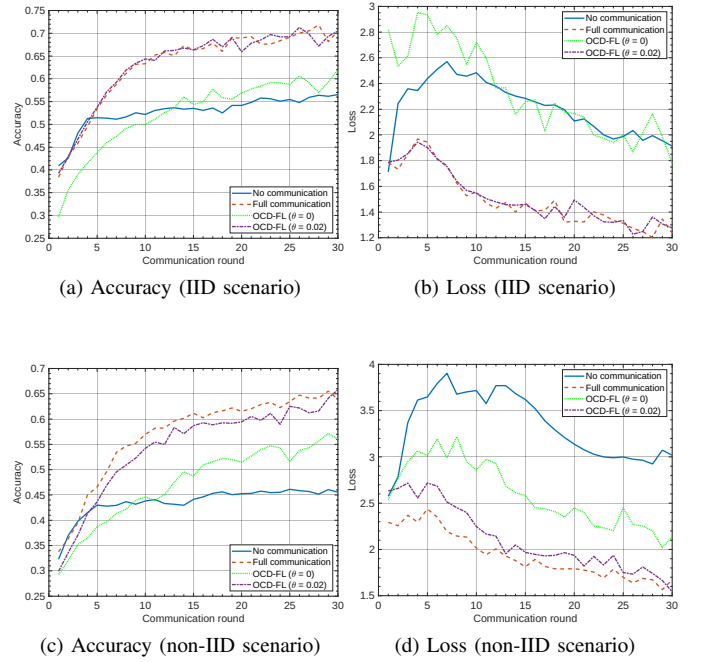 0.75
0.7
0.65
0.6
0.55
0.5
0.45
0.4
0.35
0.3
0.25
0 5 10 15 20 25 30
Accuracy
Communication round
No communication
Full communication
OCD-FL (θ = 0)
OCD-FL (θ = 0.02)
(a) Accuracy (IID scenario)
3
2.8
2.6
2.4
2.2
2
1.8
1.6
1.4
1.2
0 5 10 15 20 25 30
Loss
Communication round
No communication
Full communication
OCD-FL (θ = 0)
OCD-FL (θ = 0.02)
(b) Loss (IID scenario)
0.7
0.65
0.6
0.55
0.5
0.45
0.4
0.35
0.3
0.25
0 5 10 15 20 25 30
Accuracy
Communication round
No communication
Full communication
OCD-FL (θ = 0)
OCD-FL (θ = 0.02)
(c) Accuracy (non-IID scenario)
4
3.5
3
2.5
2
1.5
0 5 10 15 20 25 30
Loss
Communication round
No communication
Full communication
OCD-FL (θ = 0)
OCD-FL (θ = 0.02)
(d) Loss (non-IID scenario)